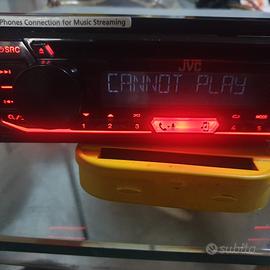 Phones Connection for Music Streaming
SRC
JVC
CANNOT PLAY
1 2 3 4 5
subito